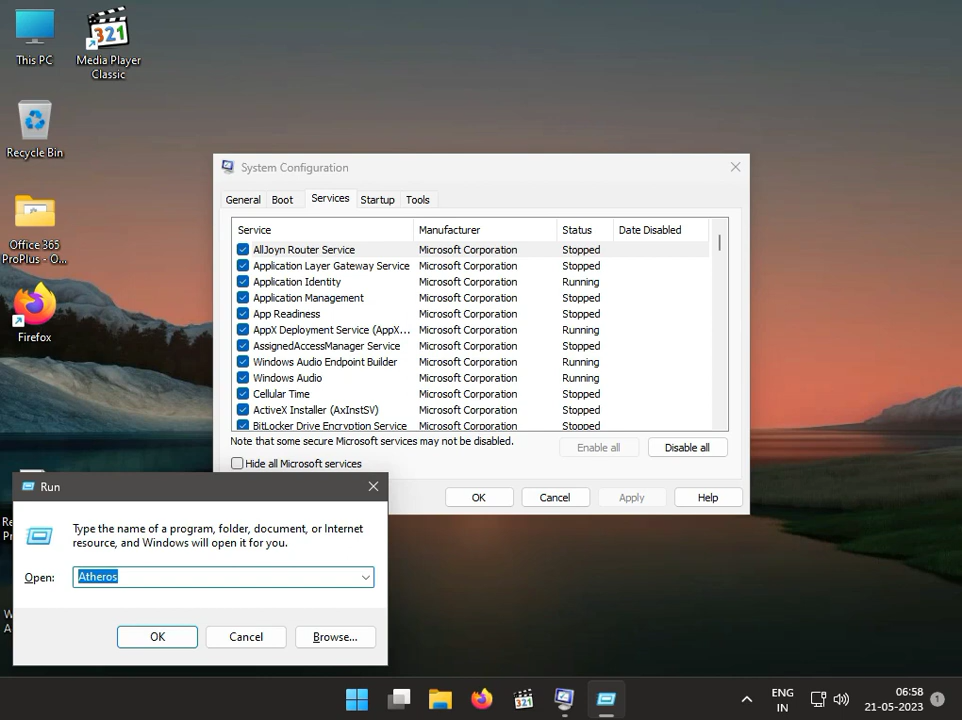 This PC
321
Media Player
Classic
Recycle Bin
Office 365
ProPlus - O...
Firefox
System Configuration
General Boot Services Startup Tools
Service Manufacturer Status Date Disabled
AllJoyn Router Service Microsoft Corporation Stopped
Application Layer Gateway Service Microsoft Corporation Stopped
Application Identity Microsoft Corporation Running
Application Management Microsoft Corporation Stopped
App Readiness Microsoft Corporation Stopped
AppX Deployment Service (AppX... Microsoft Corporation Running
AssignedAccessManager Service Microsoft Corporation Stopped
Windows Audio Endpoint Builder Microsoft Corporation Running
Windows Audio Microsoft Corporation Running
Cellular Time Microsoft Corporation Stopped
ActiveX Installer (AxInstSV) Microsoft Corporation Stopped
BitLocker Drive Encryption Service Microsoft Corporation Stopped
Note that some secure Microsoft services may not be disabled.
Enable all Disable all
Hide all Microsoft services
OK Cancel Apply Help
Run
Type the name of a program, folder, document, or Internet
resource, and Windows will open it for you.
Open: Atheros
OK Cancel Browse...
321
ENG
IN
06:58
21-05-2023
1